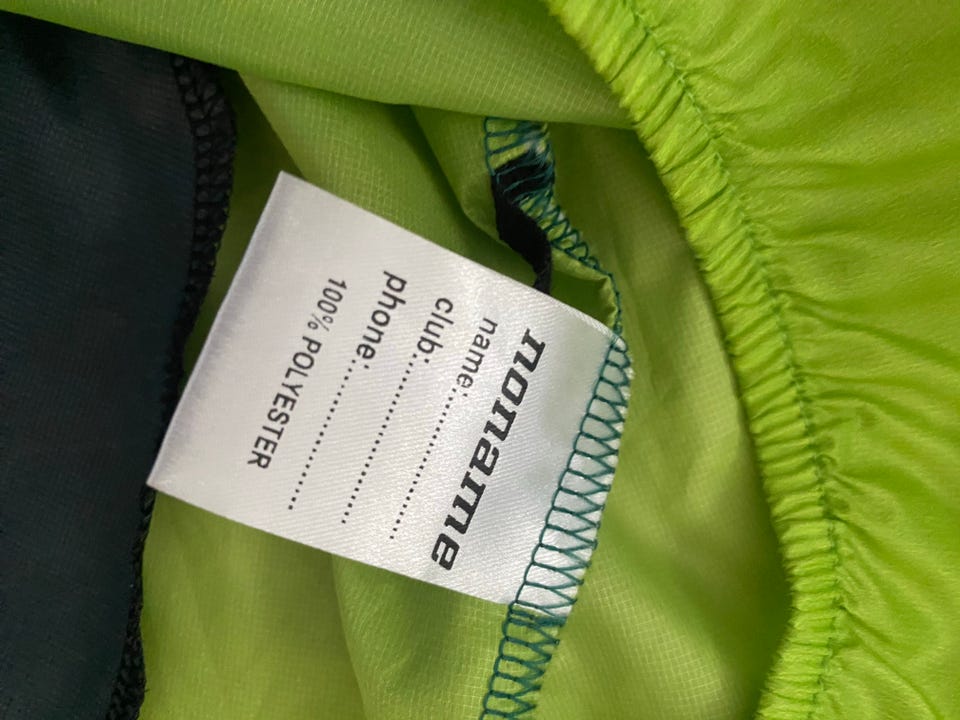 noname
name:....................
club:.........................
phone:......................
100% POLYESTER